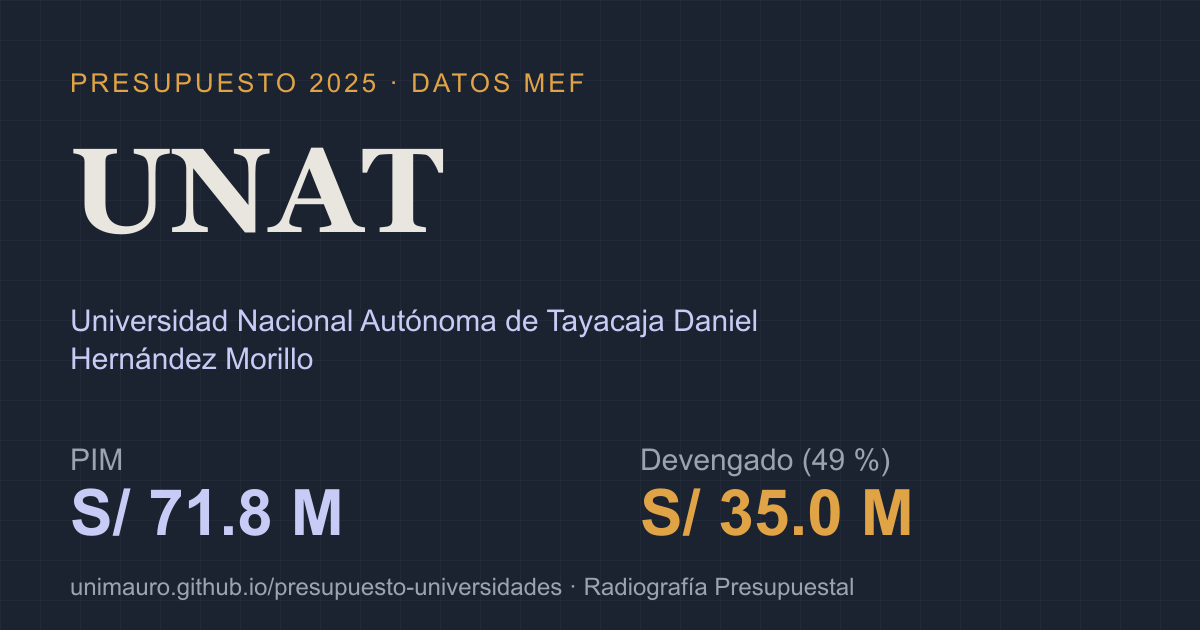 PRESUPUESTO 2025 · DATOS MEF
UNAT
Universidad Nacional Autónoma de Tayacaja Daniel
Hernández Morillo
PIM
S/ 71.8 M
Devengado (49 %)
S/ 35.0 M
unimauro.github.io/presupuesto-universidades · Radiografía Presupuestal